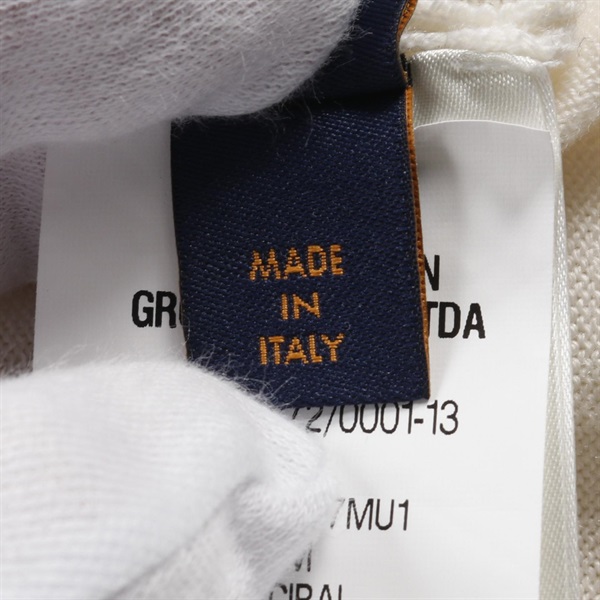 MADE
IN
ITALY
N
GR
TDA
72/0001-13
7MU1